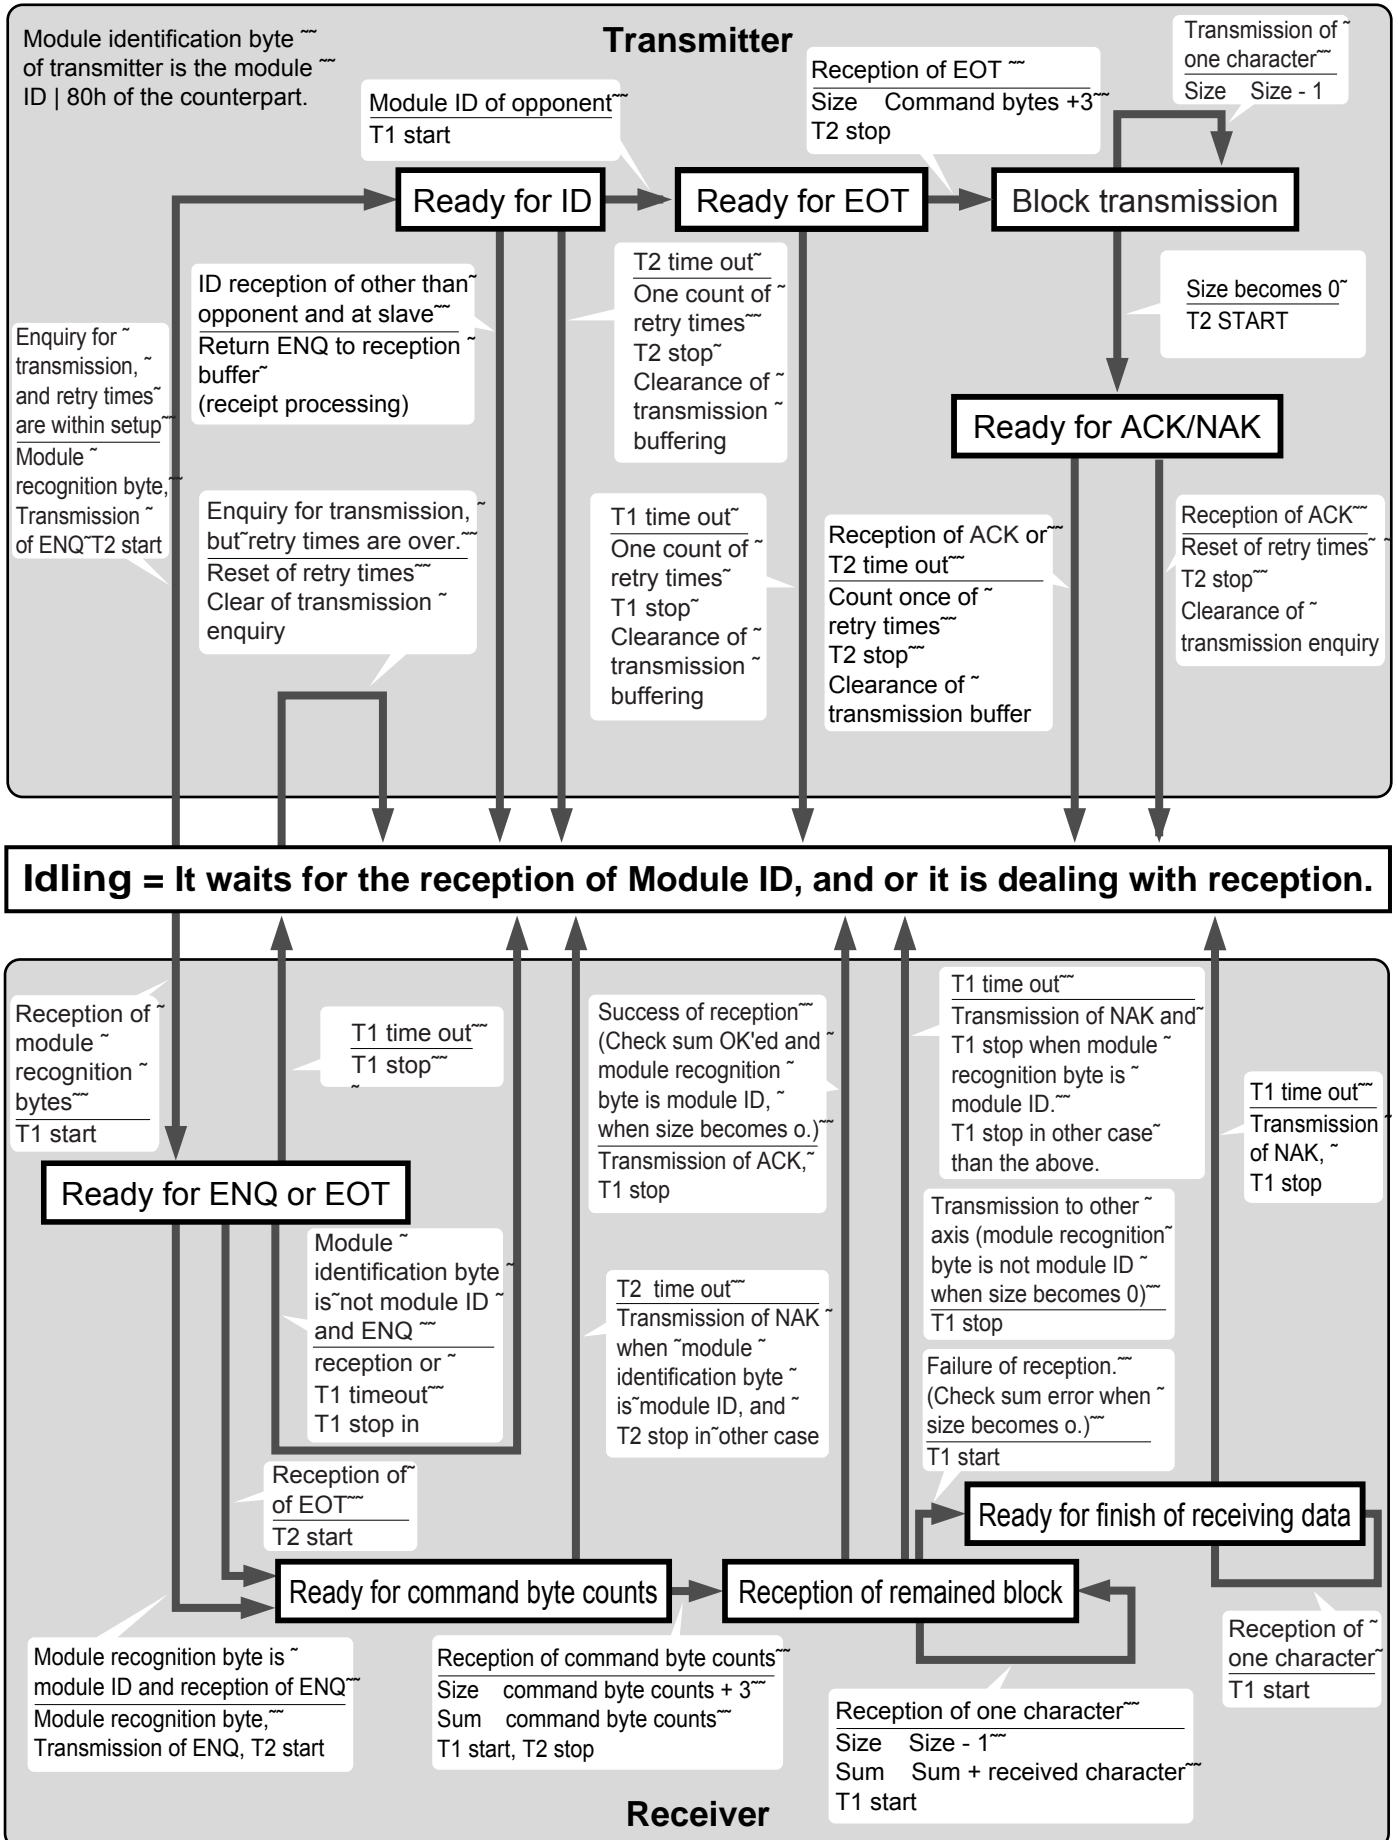 Transmitter
Module identification byte ˜˜
of transmitter is the module ˜˜
ID | 80h of the counterpart.
Module ID of opponent˜˜
T1 start
Reception of EOT ˜˜
Size Command bytes +3˜˜
T2 stop
Transmission of ˜
one character˜˜
Size Size - 1
Ready for ID
Ready for EOT
Block transmission
ID reception of other than˜
opponent and at slave˜˜
Return ENQ to reception ˜
buffer˜
(receipt processing)
T2 time out˜
One count of ˜
retry times˜˜
T2 stop˜
Clearance of ˜
transmission ˜
buffering
Size becomes 0˜
T2 START
Enquiry for ˜
transmission, ˜
and retry times˜
are within setup˜˜
Module ˜
recognition byte,˜˜
Transmission ˜
of ENQ˜T2 start
Ready for ACK/NAK
Enquiry for transmission, ˜
but˜retry times are over.˜˜
Reset of retry times˜˜
Clear of transmission ˜
enquiry
T1 time out˜
One count of ˜
retry times˜
T1 stop˜
Clearance of ˜
transmission ˜
buffering
Reception of ACK or˜˜
T2 time out˜˜
Count once of ˜
retry times˜˜
T2 stop˜˜
Clearance of ˜
transmission buffer
Reception of ACK˜˜
Reset of retry times˜ ˜
T2 stop˜˜
Clearance of ˜
transmission enquiry
Idling = It waits for the reception of Module ID, and or it is dealing with reception.
Reception of ˜
module ˜
recognition ˜
bytes˜˜
T1 start
T1 time out˜˜
T1 stop˜˜
˜
Success of reception˜˜
(Check sum OK'ed and ˜
module recognition ˜
byte is module ID, ˜
when size becomes o.)˜˜
Transmission of ACK,˜
T1 stop
T1 time out˜˜
Transmission of NAK and˜
T1 stop when module ˜
recognition byte is ˜
module ID.˜˜
T1 stop in other case˜
than the above.
T1 time out˜˜
Transmission ˜
of NAK, ˜
T1 stop
Ready for ENQ or EOT
Module ˜
identification byte ˜
is˜not module ID ˜
and ENQ ˜˜
reception or ˜
T1 timeout˜˜
T1 stop in
T2 time out˜˜
Transmission of NAK ˜
when ˜module ˜
identification byte ˜
is˜module ID, and ˜
T2 stop in˜other case
Transmission to other ˜
axis (module recognition˜
byte is not module ID ˜
when size becomes 0)˜˜
T1 stop
Failure of reception.˜˜
(Check sum error when ˜
size becomes o.)˜˜
T1 start
Reception of˜
of EOT˜˜
T2 start
Ready for finish of receiving data
Ready for command byte counts
Reception of remained block
Module recognition byte is ˜
module ID and reception of ENQ˜˜
Module recognition byte,˜˜
Transmission of ENQ, T2 start
Reception of command byte counts˜˜
Size command byte counts + 3˜˜
Sum command byte counts˜˜
T1 start, T2 stop
Reception of one character˜˜
Size Size - 1˜˜
Sum Sum + received character˜˜
T1 start
Reception of ˜
one character˜
T1 start
Receiver